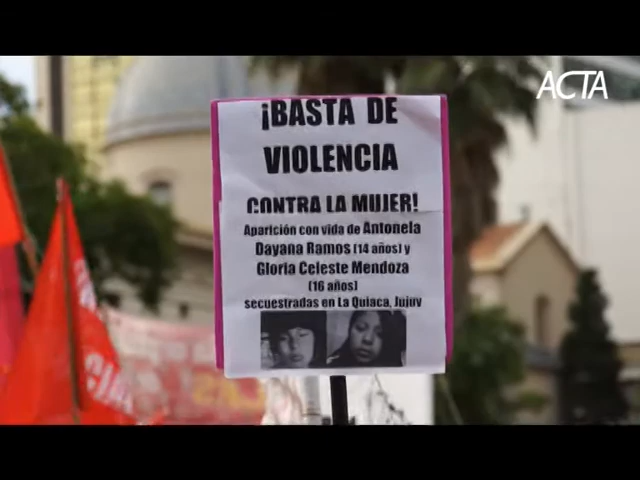 ACTA
¡BASTA DE
VIOLENCIA
CONTRA LA MUJER!
Aparición con vida de Antonela
Dayana Ramos (14 años) y
Gloria Celeste Mendoza
(16 años)
secuestradas en La Quiaca, Jujuy